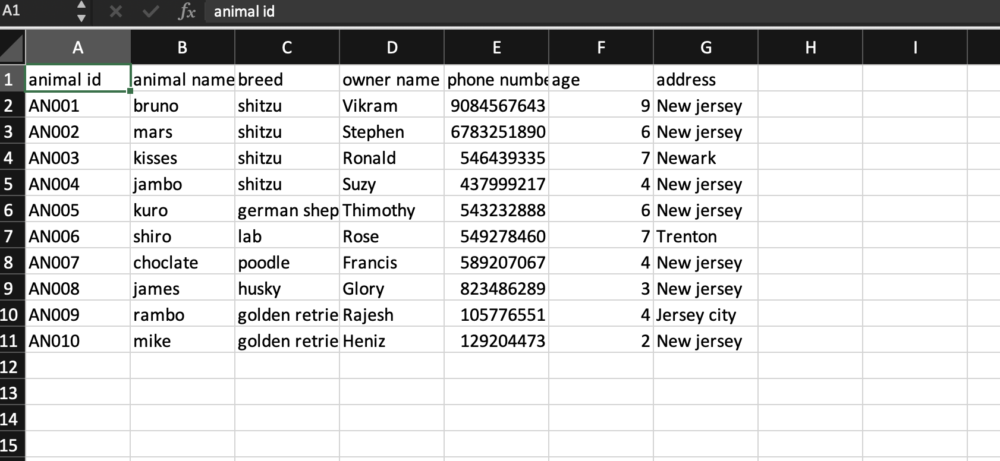 A1 fx animal id
A B C D E F G H I
1 animal id animal name breed owner name phone numbe age address
2 AN001 bruno shitzu Vikram 9084567643 9 New jersey
3 AN002 mars shitzu Stephen 6783251890 6 New jersey
4 AN003 kisses shitzu Ronald 546439335 7 Newark
5 AN004 jambo shitzu Suzy 437999217 4 New jersey
6 AN005 kuro german shep Thimothy 543232888 6 New jersey
7 AN006 shiro lab Rose 549278460 7 Trenton
8 AN007 choclate poodle Francis 589207067 4 New jersey
9 AN008 james husky Glory 823486289 3 New jersey
10 AN009 rambo golden retrie Rajesh 105776551 4 Jersey city
11 AN010 mike golden retrie Heniz 129204473 2 New jersey
12
13
14
15